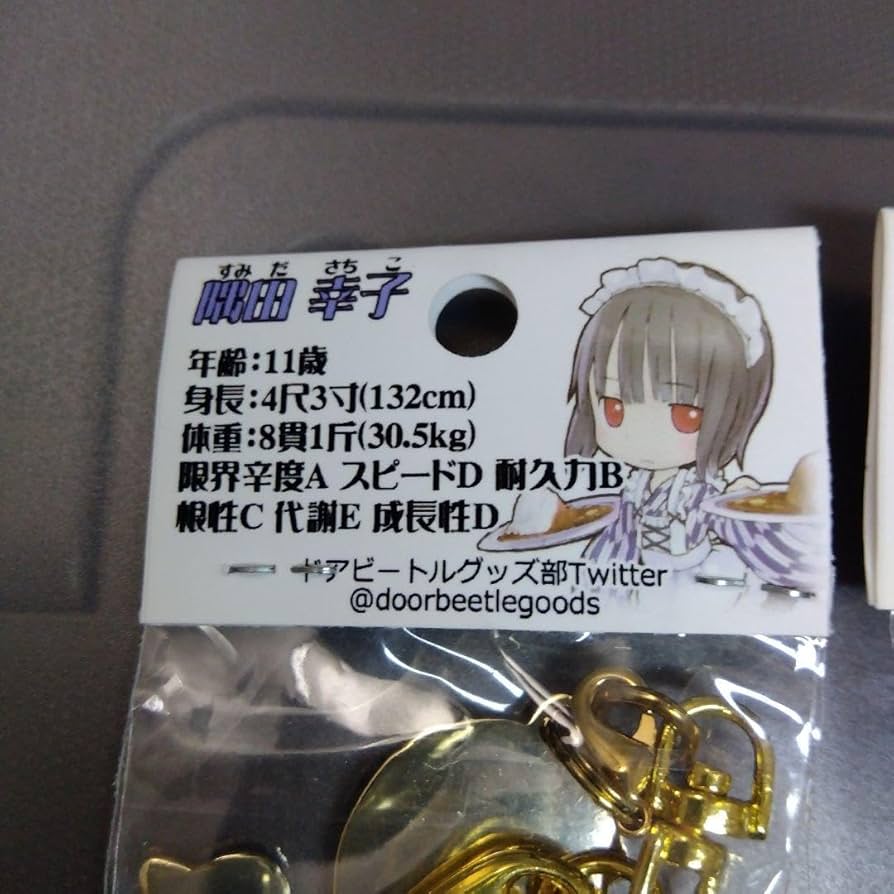 すみだ さちこ
隅田 幸子
年齢:11歳
身長:4尺3寸(132cm)
体重:8貫1斤(30.5kg)
限界辛度A スピードD 耐久力B
根性C 代謝E 成長性D
ドアビートルグッズ部Twitter
@doorbeetlegoods